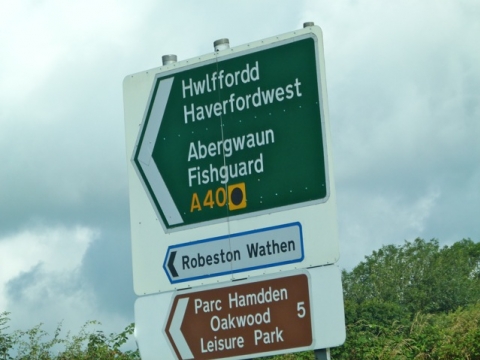 Hwlffordd
Haverfordwest
Abergwaun
Fishguard
A40
Robeston Wathen
Parc Hamdden
Oakwood 5
Leisure Park